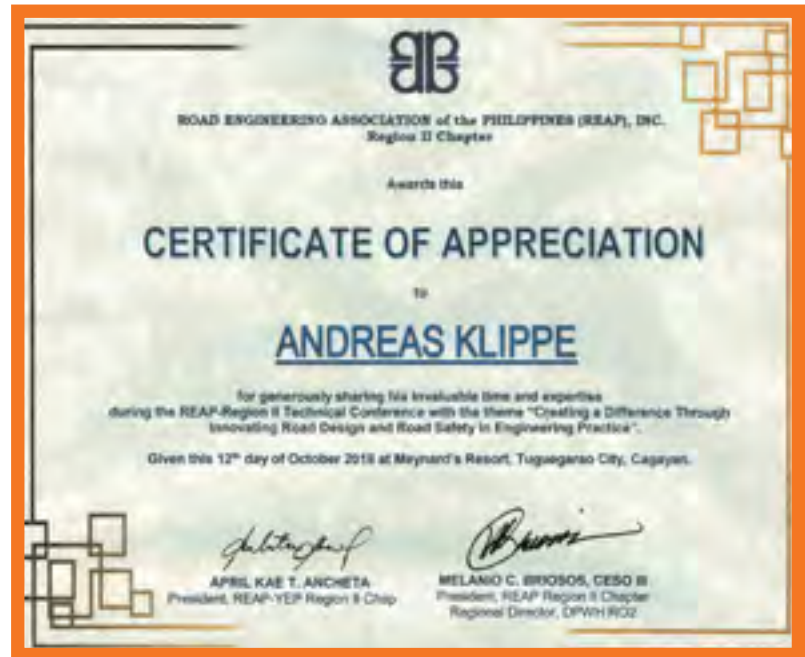 ROAD ENGINEERING ASSOCIATION of the PHILIPPINES (REAP), INC.
Region II Chapter
Awards this
CERTIFICATE OF APPRECIATION
to
ANDREAS KLIPPE
for generously sharing his invaluable time and expertise
during the REAP-Region II Technical Conference with the theme "Creating a Difference Through
Innovating Road Design and Road Safety in Engineering Practice".
Given this 12th day of October 2018 at Maynard's Resort, Tuguegarao City, Cagayan.
APRIL KAE T. ANCHETA
President, REAP-YEP Region II Chap
MELANIO C. BRIOSOS, CESO III
President, REAP Region II Chapter
Regional Director, DPWH RO2